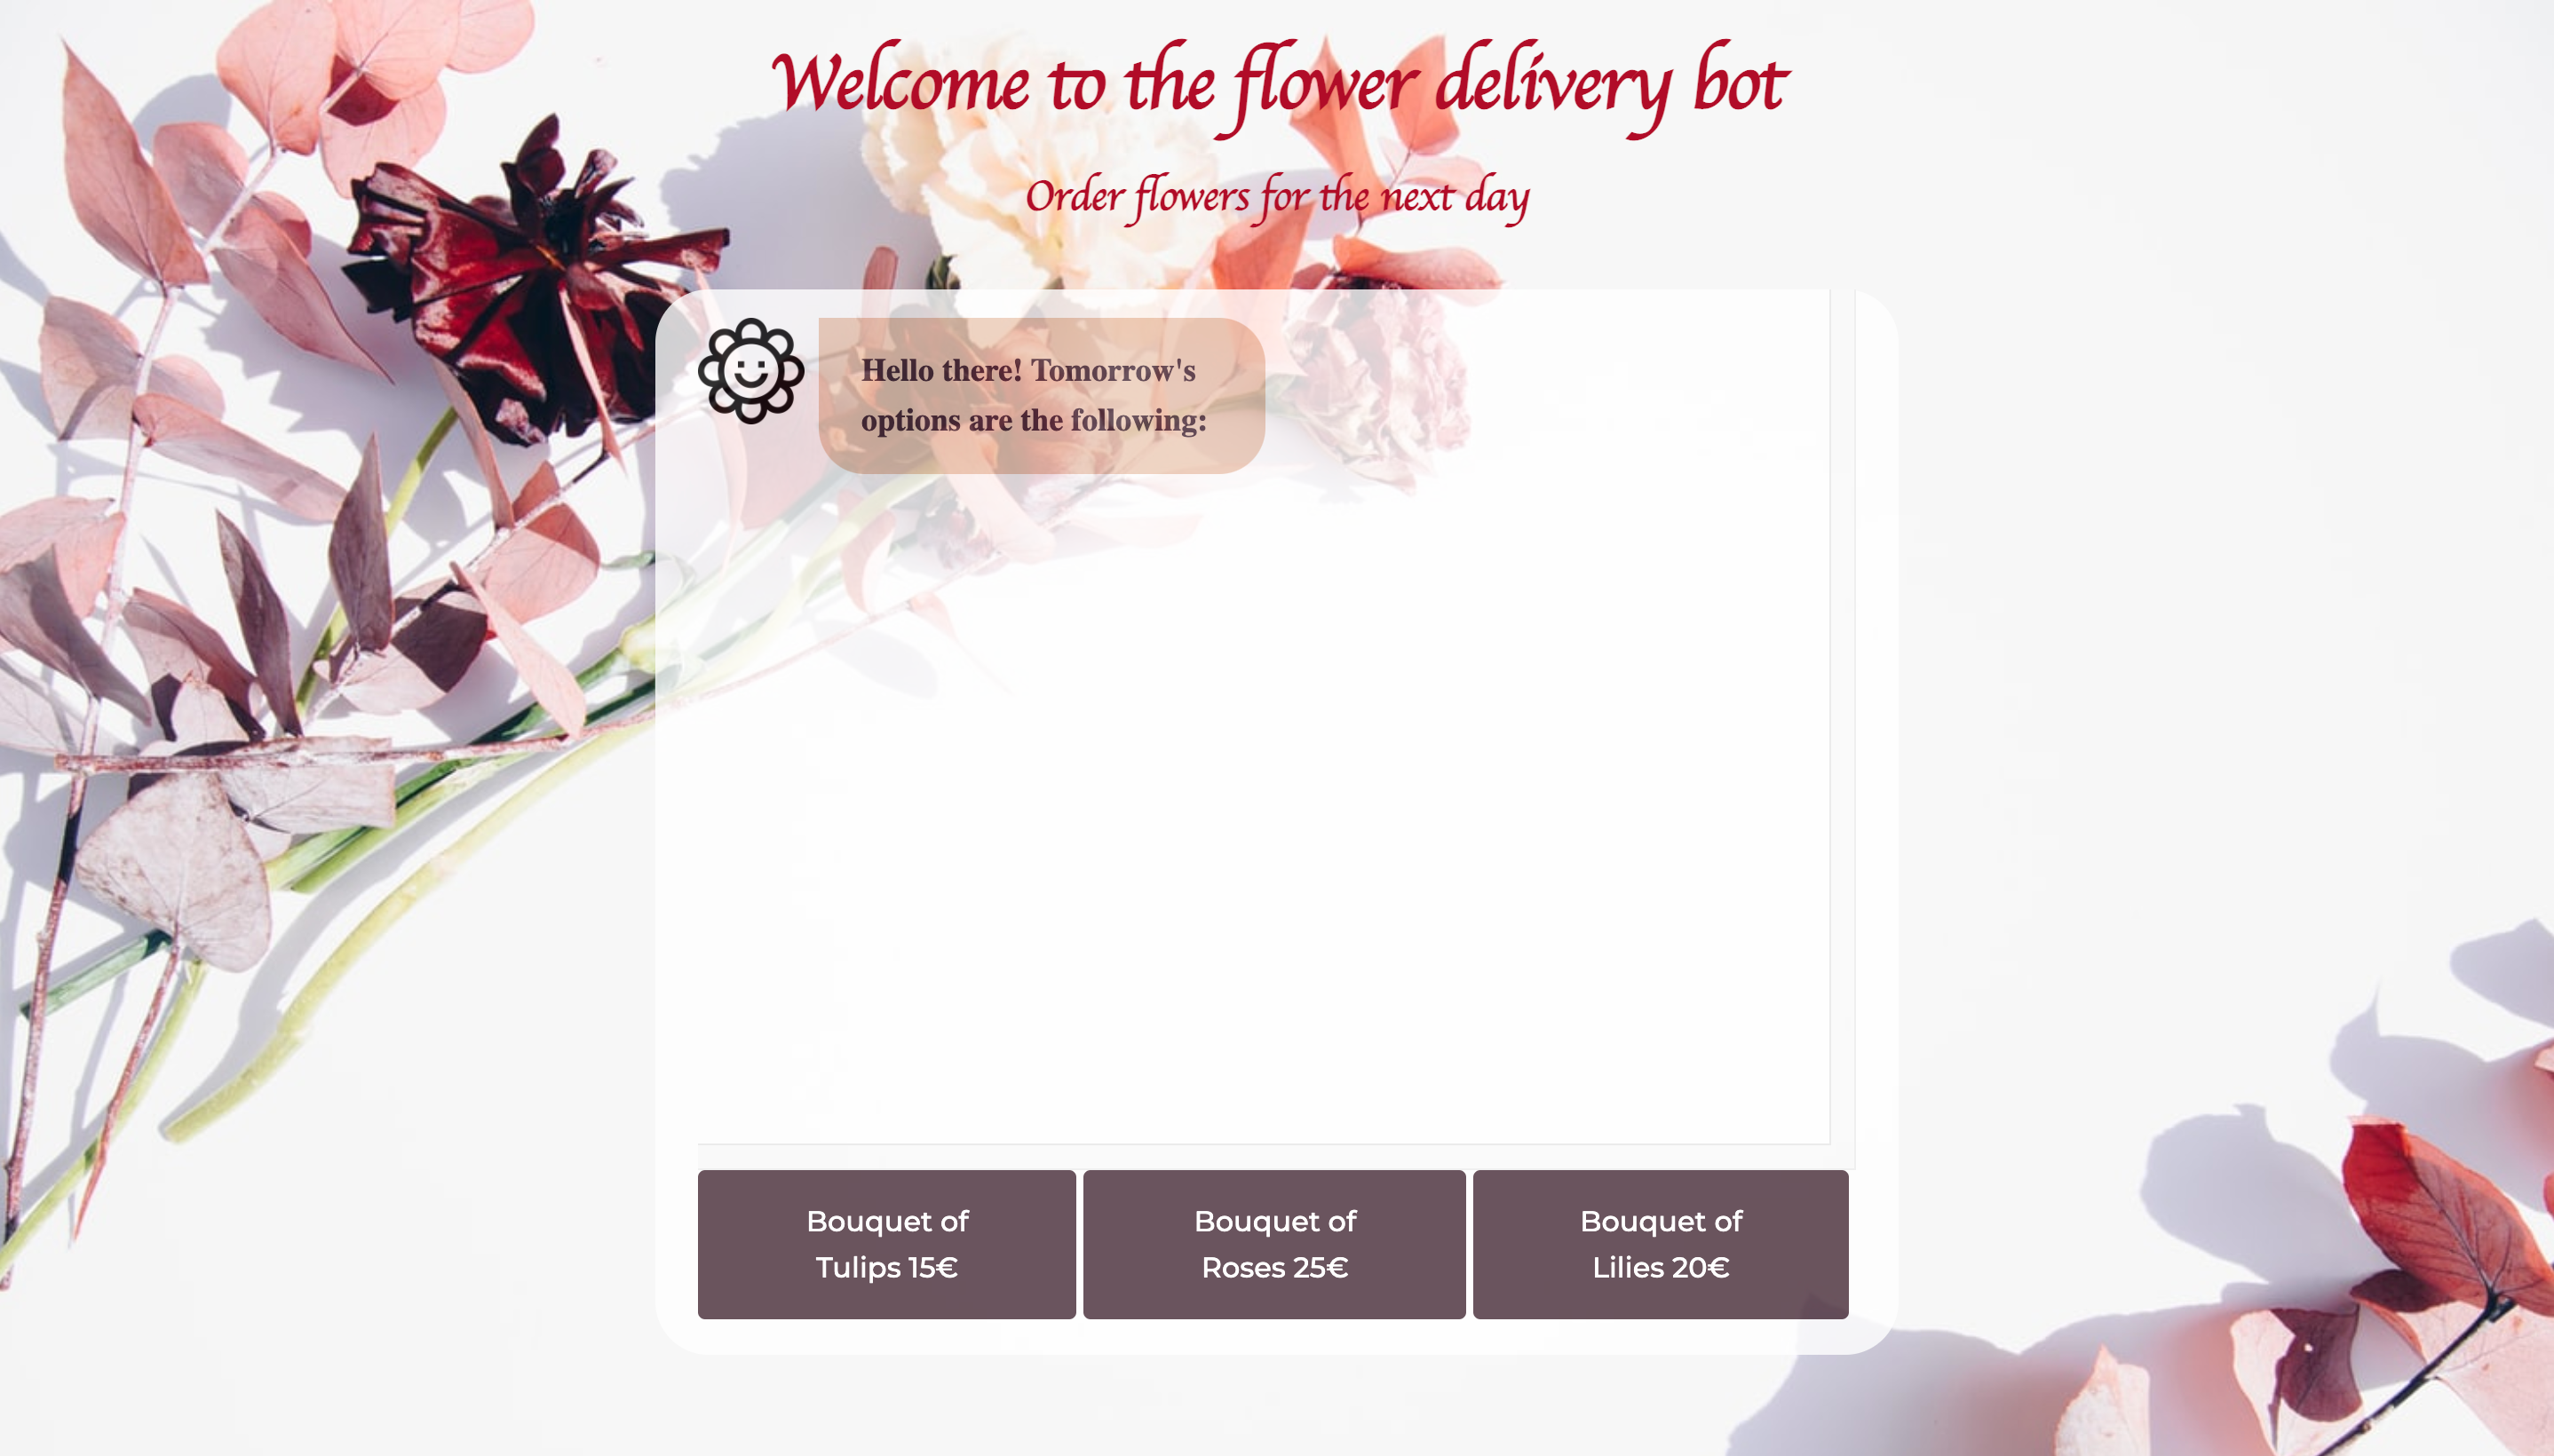 Welcome to the flower delivery bot
Order flowers for the next day
Hello there! Tomorrow's
options are the following:
Bouquet of
Tulips 15€
Bouquet of
Roses 25€
Bouquet of
Lilies 20€